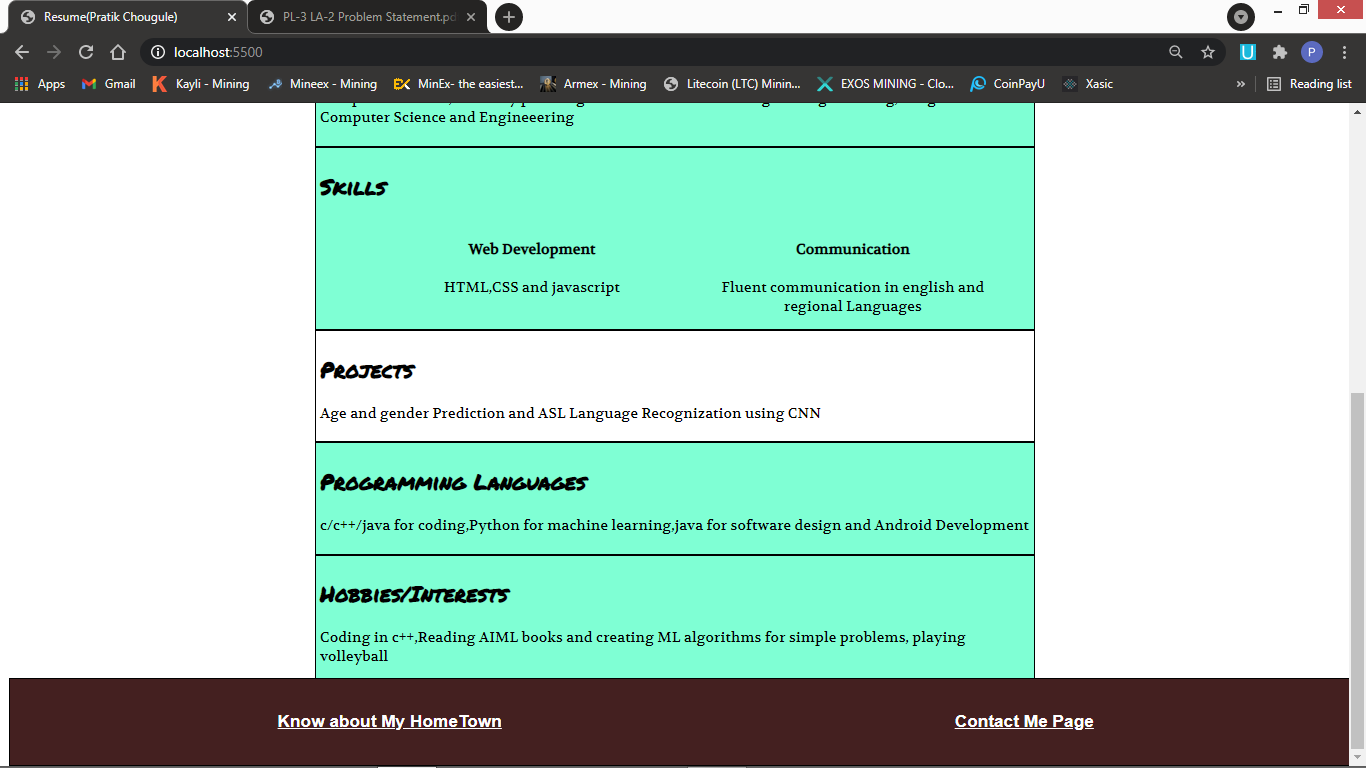 Resume(Pratik Chougule)
PL-3 LA-2 Problem Statement.pd
localhost:5500
P
Apps Gmail Kayli - Mining Mineex - Mining MinEx- the easiest... Armex - Mining Litecoin (LTC) Minin... EXOS MINING - Clo... CoinPayU Xasic » Reading list
Computer Science and Engineeering
Skills
Web Development
Communication
HTML,CSS and javascript
Fluent communication in english and
regional Languages
Projects
Age and gender Prediction and ASL Language Recognization using CNN
Programming Languages
c/c++/java for coding,Python for machine learning,java for software design and Android Development
Hobbies/Interests
Coding in c++,Reading AIML books and creating ML algorithms for simple problems, playing
volleyball
Know about My HomeTown
Contact Me Page